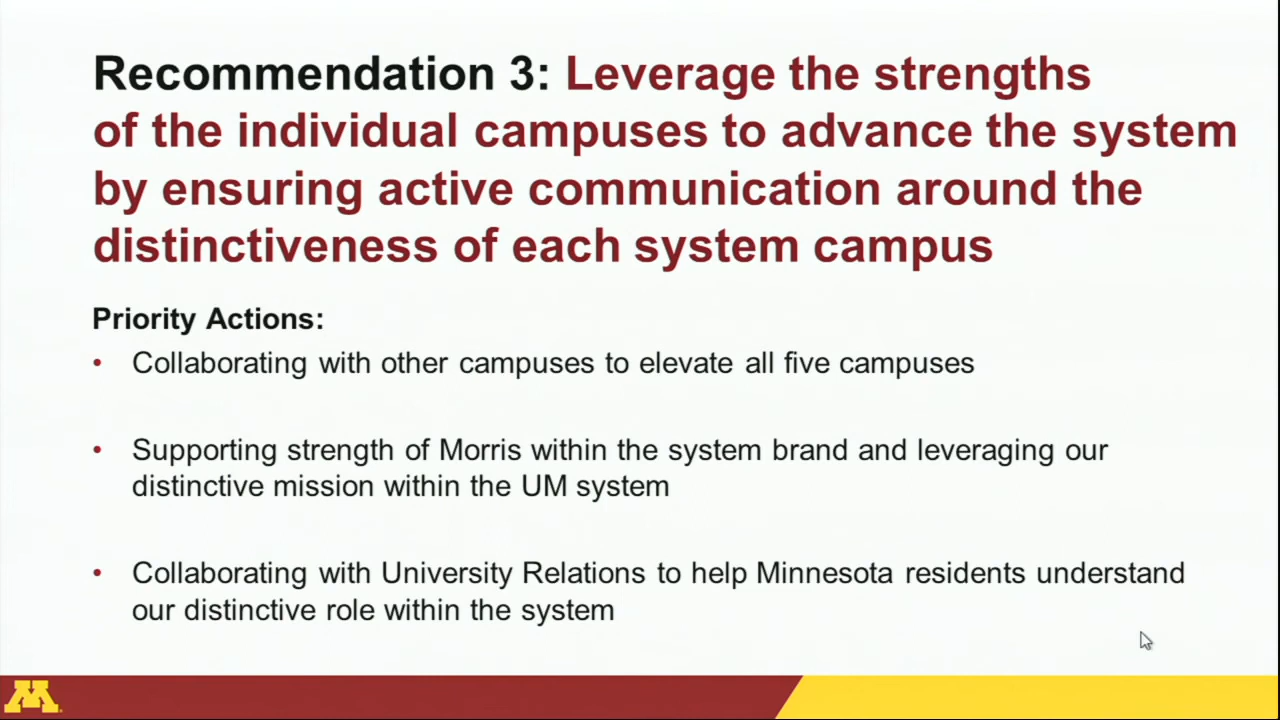 Recommendation 3: Leverage the strengths
of the individual campuses to advance the system
by ensuring active communication around the
distinctiveness of each system campus
Priority Actions:
• Collaborating with other campuses to elevate all five campuses
• Supporting strength of Morris within the system brand and leveraging our
distinctive mission within the UM system
• Collaborating with University Relations to help Minnesota residents understand
our distinctive role within the system
M